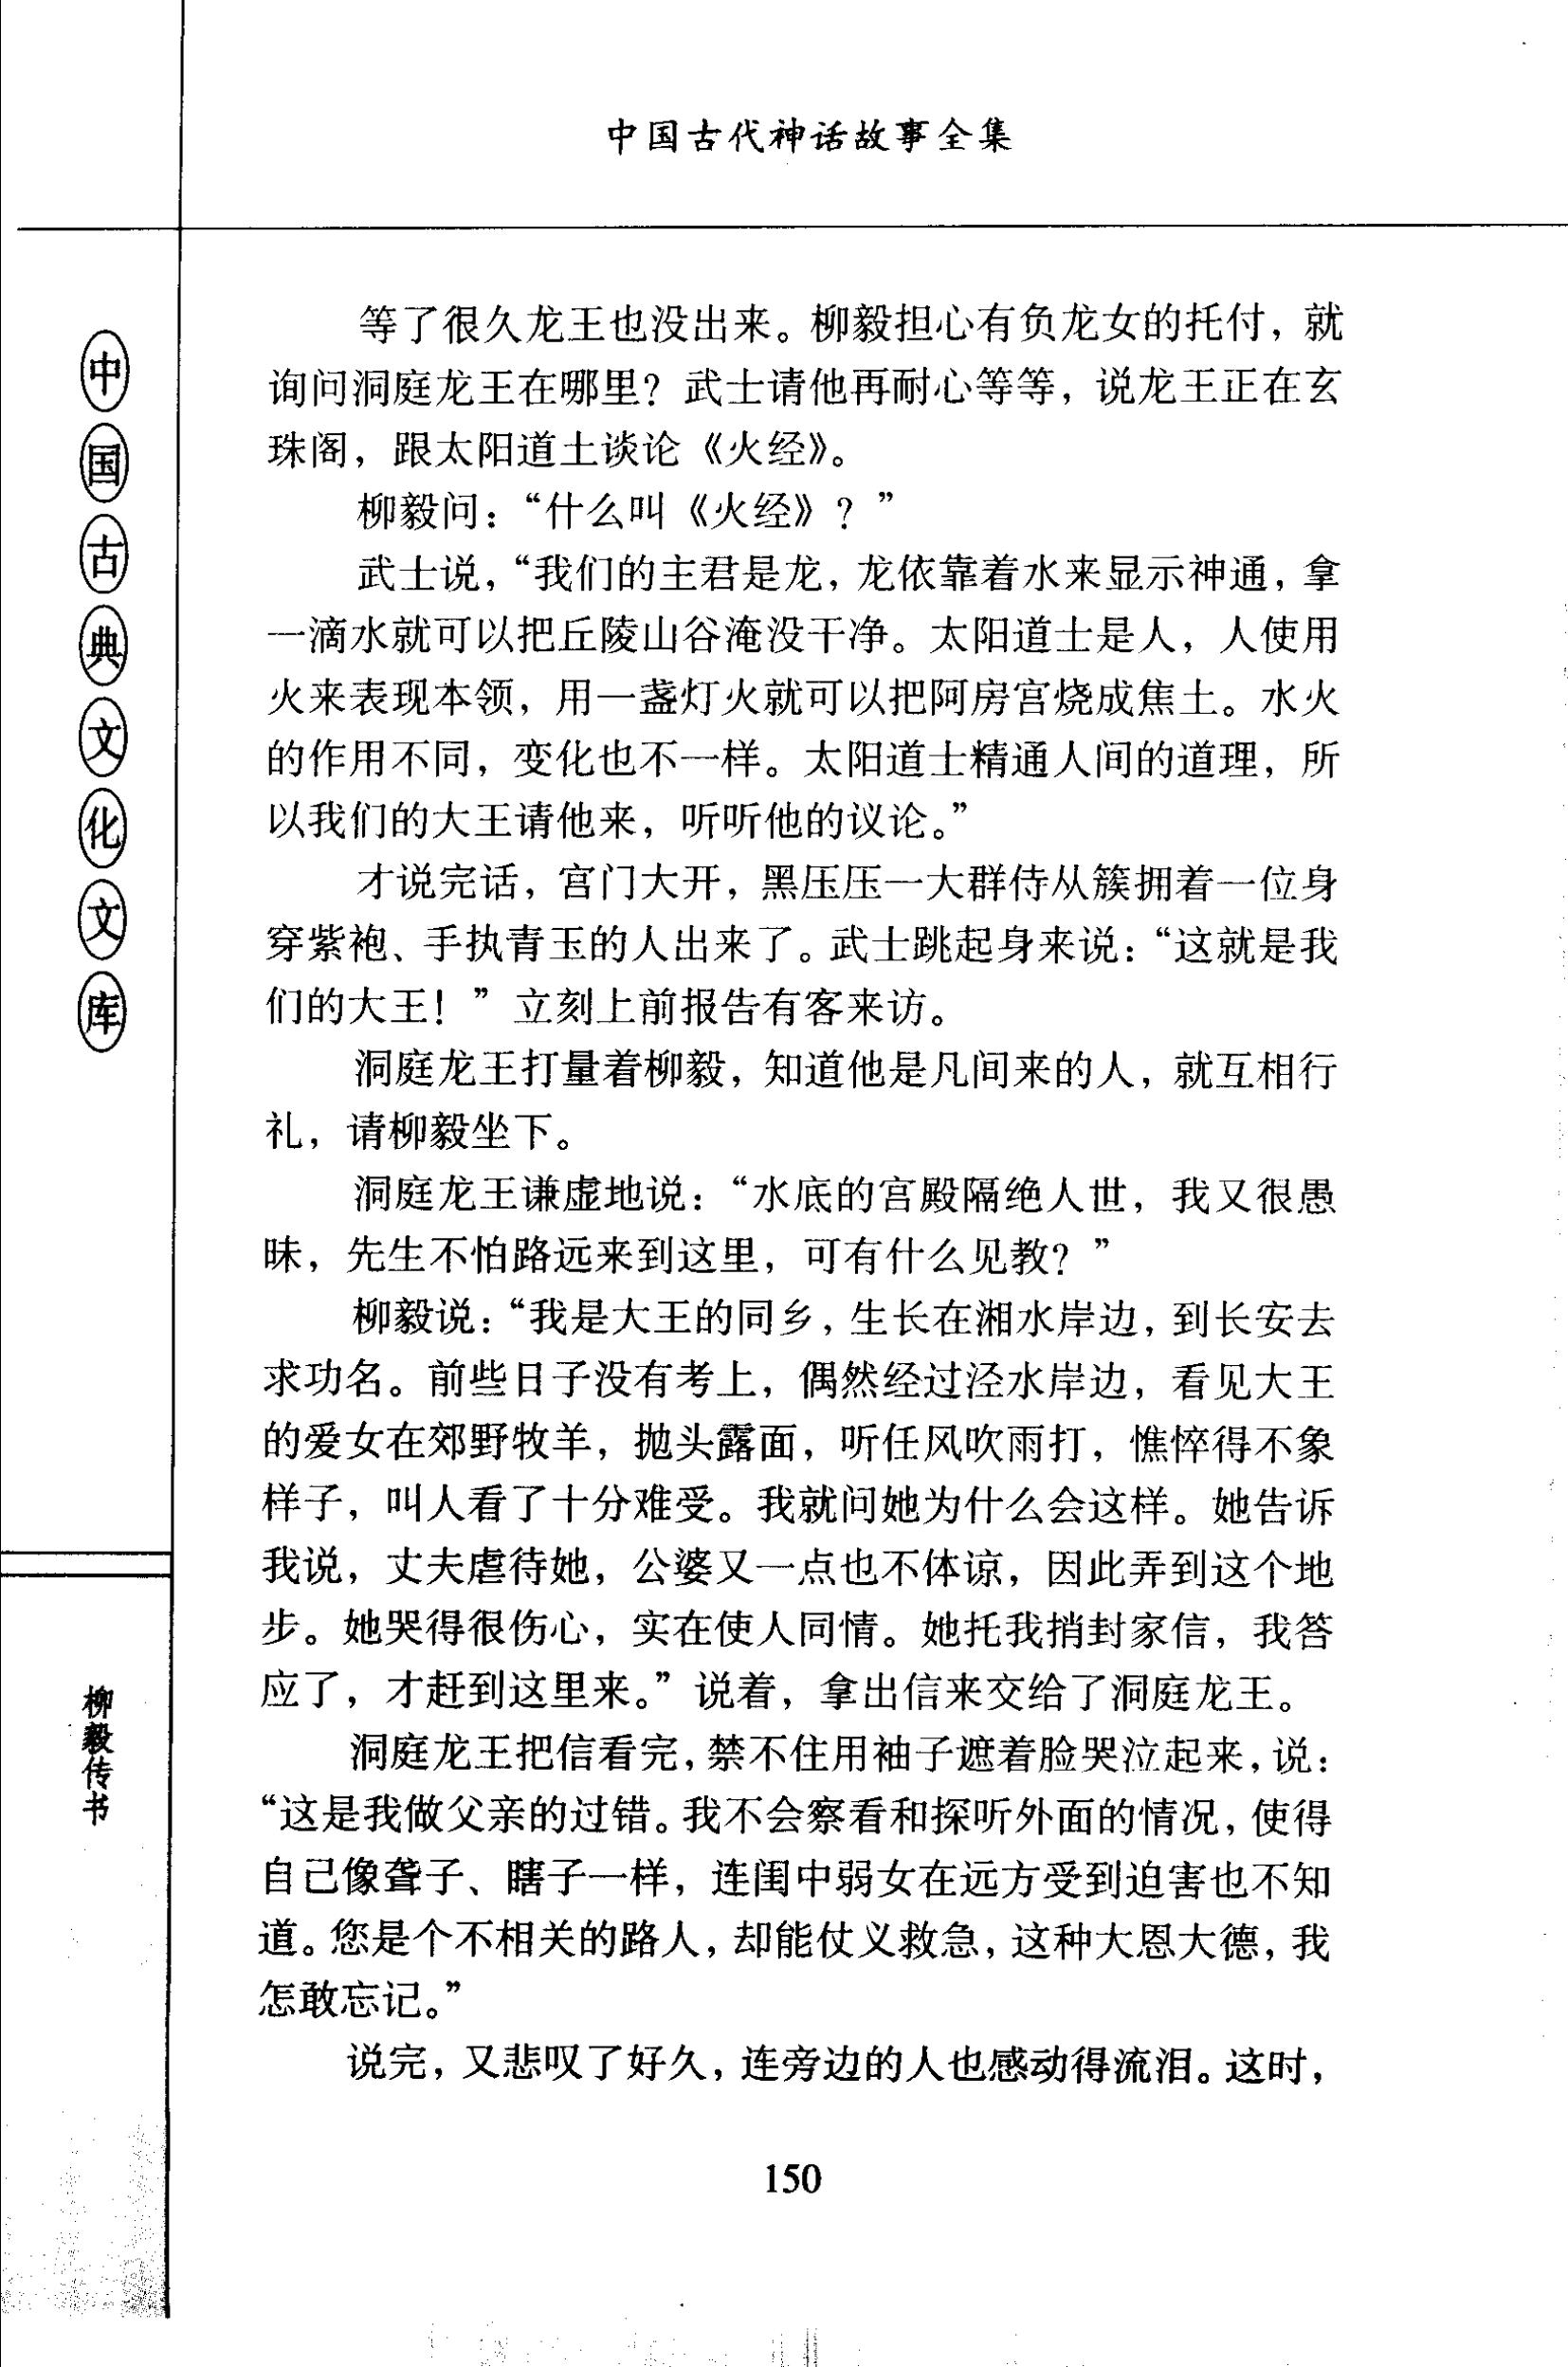 中国古代神话故事全集
中国古典文化文库
柳毅传书
等了很久龙王也没出来。柳毅担心有负龙女的托付，就
询问洞庭龙王在哪里？武士请他再耐心等等，说龙王正在玄
珠阁，跟太阳道士谈论《火经》。
柳毅问：“什么叫《火经》？”
武士说，“我们的主君是龙，龙依靠着水来显示神通，拿
一滴水就可以把丘陵山谷淹没干净。太阳道士是人，人使用
火来表现本领，用一盏灯火就可以把阿房宫烧成焦土。水火
的作用不同，变化也不一样。太阳道士精通人间的道理，所
以我们的大王请他来，听听他的议论。”
才说完话，宫门大开，黑压压一大群侍从簇拥着一位身
穿紫袍、手执青玉的人出来了。武士跳起身来说：“这就是我
们的大王！”立刻上前报告有客来访。
洞庭龙王打量着柳毅，知道他是凡间来的人，就互相行
礼，请柳毅坐下。
洞庭龙王谦虚地说：“水底的宫殿隔绝人世，我又很愚
昧，先生不怕路远来到这里，可有什么见教？”
柳毅说：“我是大王的同乡，生长在湘水岸边，到长安去
求功名。前些日子没有考上，偶然经过泾水岸边，看见大王
的爱女在郊野牧羊，抛头露面，听任风吹雨打，憔悴得不象
样子，叫人看了十分难受。我就问她为什么会这样。她告诉
我说，丈夫虐待她，公婆又一点也不体谅，因此弄到这个地
步。她哭得很伤心，实在使人同情。她托我捎封家信，我答
应了，才赶到这里来。”说着，拿出信来交给了洞庭龙王。
洞庭龙王把信看完，禁不住用袖子遮着脸哭泣起来，说：
“这是我做父亲的过错。我不会察看和探听外面的情况，使得
自己像聋子、瞎子一样，连闺中弱女在远方受到迫害也不知
道。您是个不相关的路人，却能仗义救急，这种大恩大德，我
怎敢忘记。”
说完，又悲叹了好久，连旁边的人也感动得流泪。这时，
150